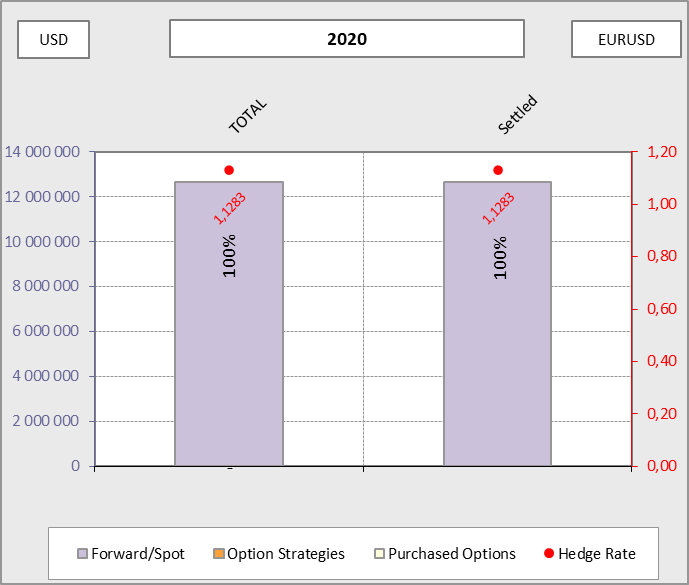 USD
2020
EURUSD
TOTAL
Settled
14 000 000
12 000 000
10 000 000
8 000 000
6 000 000
4 000 000
2 000 000
0
1,1283
100%
1,1283
100%
1,20
1,00
0,80
0,60
0,40
0,20
0,00
-
Forward/Spot
Option Strategies
Purchased Options
Hedge Rate